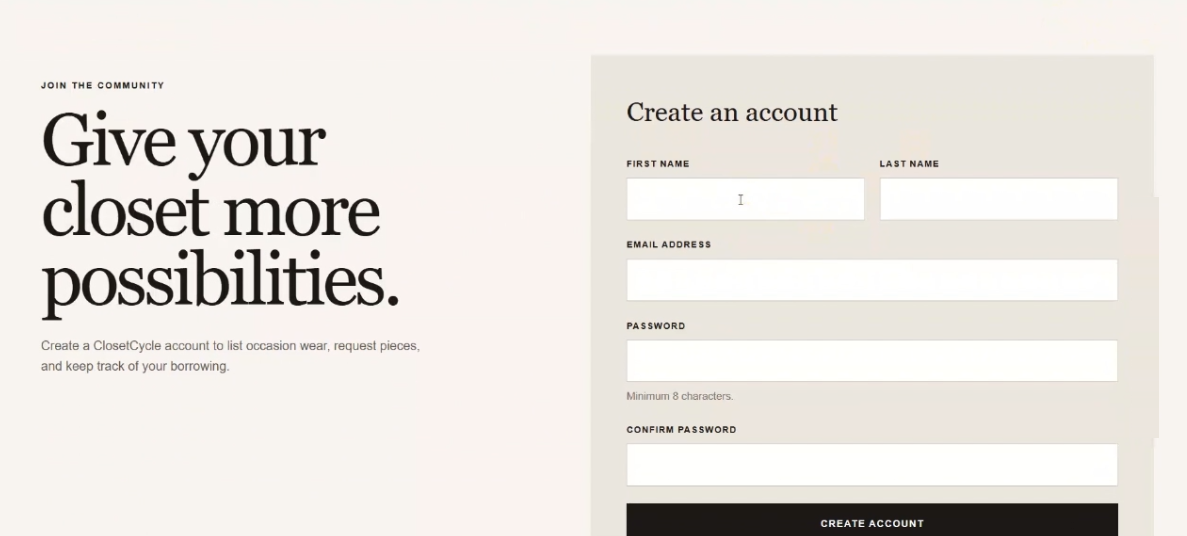 JOIN THE COMMUNITY
Give your
closet more
possibilities.
Create a ClosetCycle account to list occasion wear, request pieces,
and keep track of your borrowing.
Create an account
FIRST NAME
LAST NAME
EMAIL ADDRESS
PASSWORD
Minimum 8 characters.
CONFIRM PASSWORD
CREATE ACCOUNT